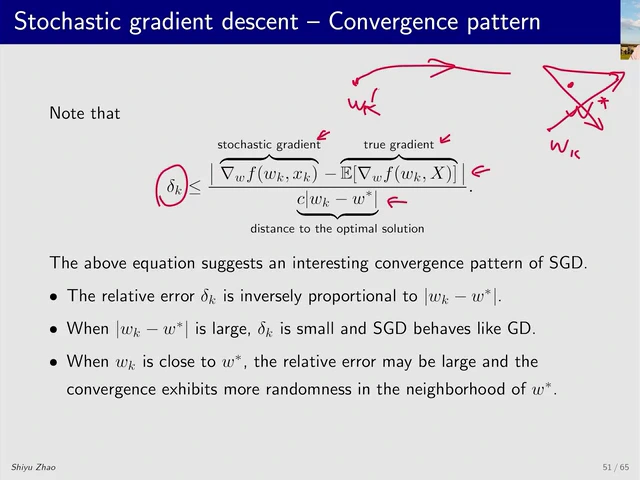 Stochastic gradient descent – Convergence pattern
w_k'
w*
w_k
Note that
stochastic gradient true gradient
δ_k ≤ |∇_w f(w_k, x_k) − E[∇_w f(w_k, X)]| / c|w_k − w*| .
distance to the optimal solution
The above equation suggests an interesting convergence pattern of SGD.
• The relative error δ_k is inversely proportional to |w_k − w*|.
• When |w_k − w*| is large, δ_k is small and SGD behaves like GD.
• When w_k is close to w*, the relative error may be large and the
convergence exhibits more randomness in the neighborhood of w*.
Shiyu Zhao 51 / 65